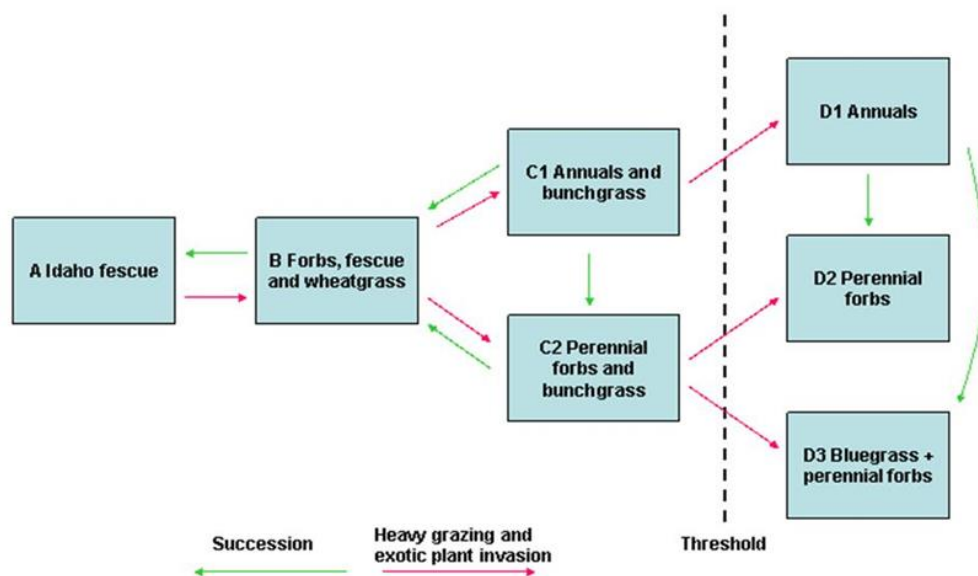 D1 Annuals
C1 Annuals and
bunchgrass
A Idaho fescue
B Forbs, fescue
and wheatgrass
D2 Perennial
forbs
C2 Perennial
forbs and
bunchgrass
D3 Bluegrass +
perennial forbs
Succession
Heavy grazing and
exotic plant invasion
Threshold